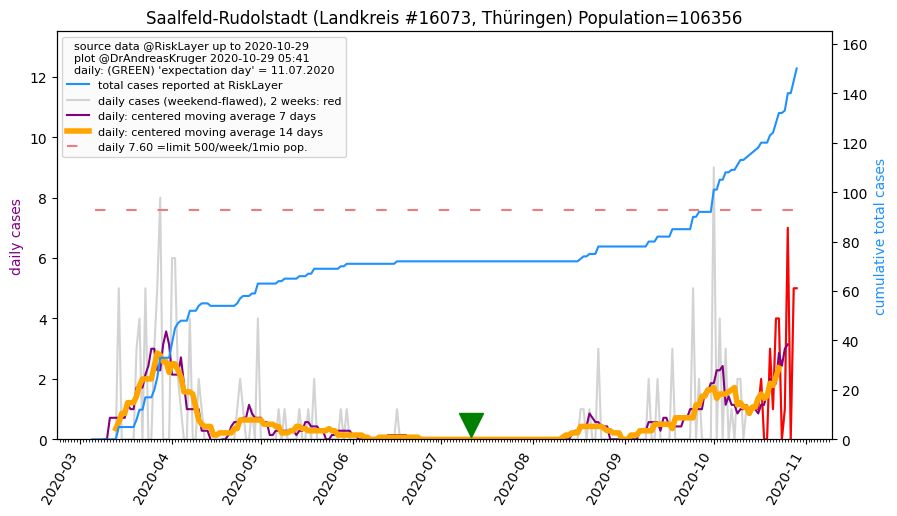 Saalfeld-Rudolstadt (Landkreis #16073, Thüringen) Population=106356
source data @RiskLayer up to 2020-10-29
plot @DrAndreasKruger 2020-10-29 05:41
daily: (GREEN) 'expectation day' = 11.07.2020
total cases reported at RiskLayer
daily cases (weekend-flawed), 2 weeks: red
daily: centered moving average 7 days
daily: centered moving average 14 days
daily 7.60 =limit 500/week/1mio pop.
daily cases
0
2
4
6
8
10
12
cumulative total cases
0
20
40
60
80
100
120
140
160
2020-03
2020-04
2020-05
2020-06
2020-07
2020-08
2020-09
2020-10
2020-11